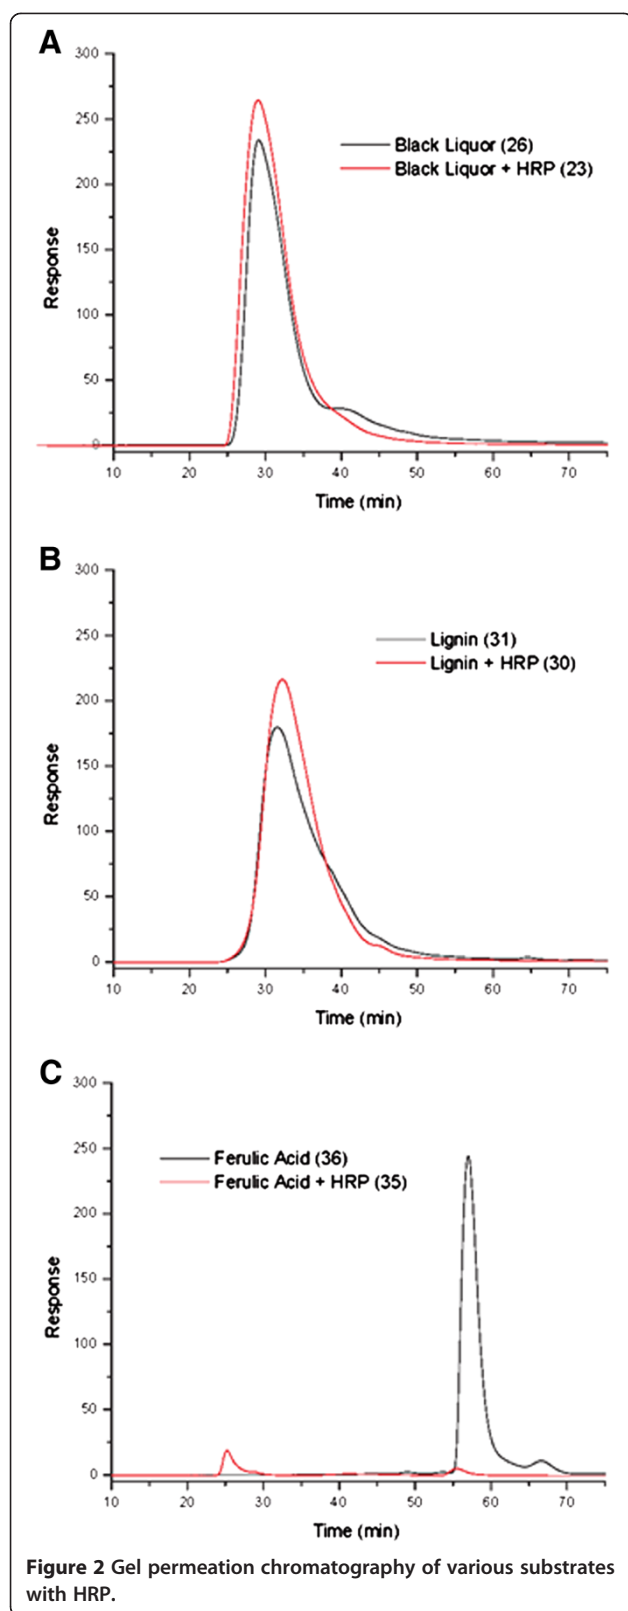 A
300
250
200
150
100
50
0
Response
Black Liquor (26)
Black Liquor + HRP (23)
10 20 30 40 50 60 70
Time (min)
B
300
250
200
150
100
50
0
Response
Lignin (31)
Lignin + HRP (30)
10 20 30 40 50 60 70
Time (min)
C
300
250
200
150
100
50
0
Response
Ferulic Acid (36)
Ferulic Acid + HRP (35)
10 20 30 40 50 60 70
Time (min)
Figure 2 Gel permeation chromatography of various substrates
with HRP.